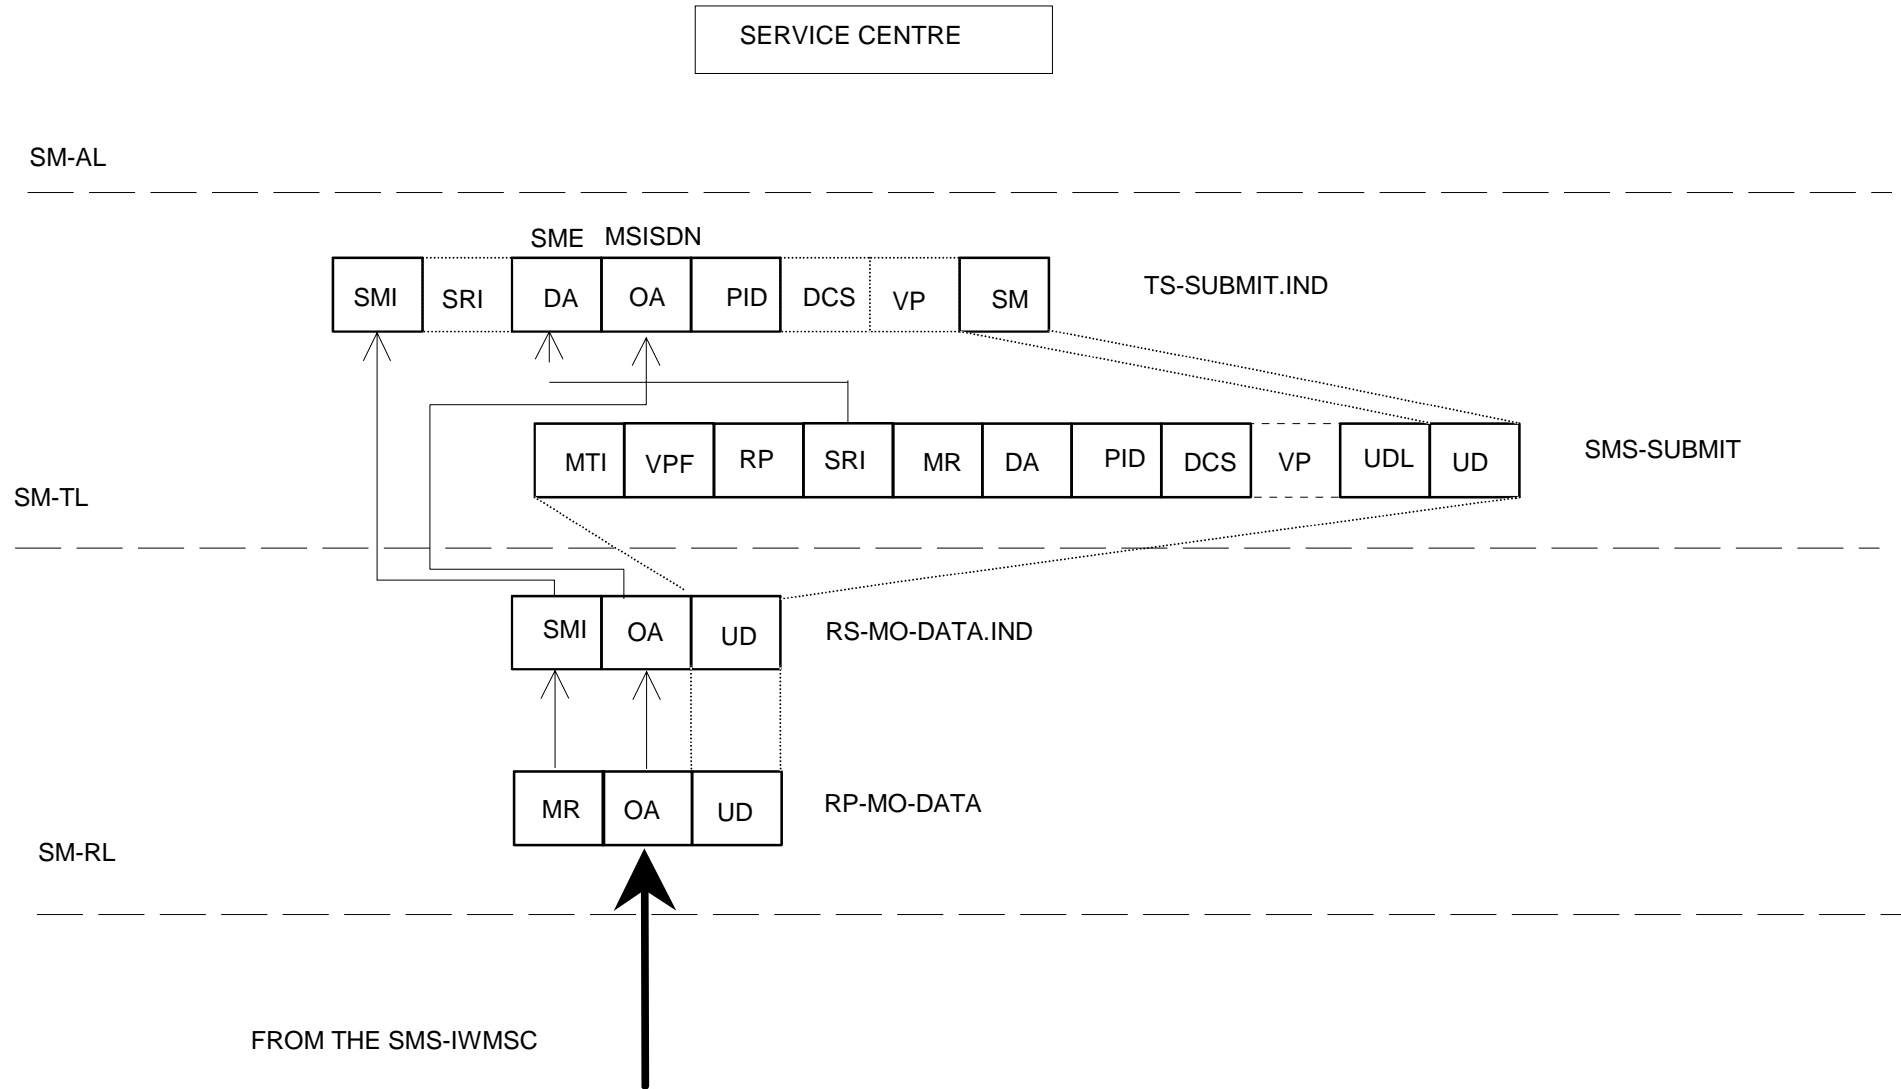 SERVICE CENTRE
SM-AL
SME MSISDN
SMI SRI DA OA PID DCS VP SM TS-SUBMIT.IND
MTI VPF RP SRI MR DA PID DCS VP UDL UD SMS-SUBMIT
SM-TL
SMI OA UD RS-MO-DATA.IND
MR OA UD RP-MO-DATA
SM-RL
FROM THE SMS-IWMSC